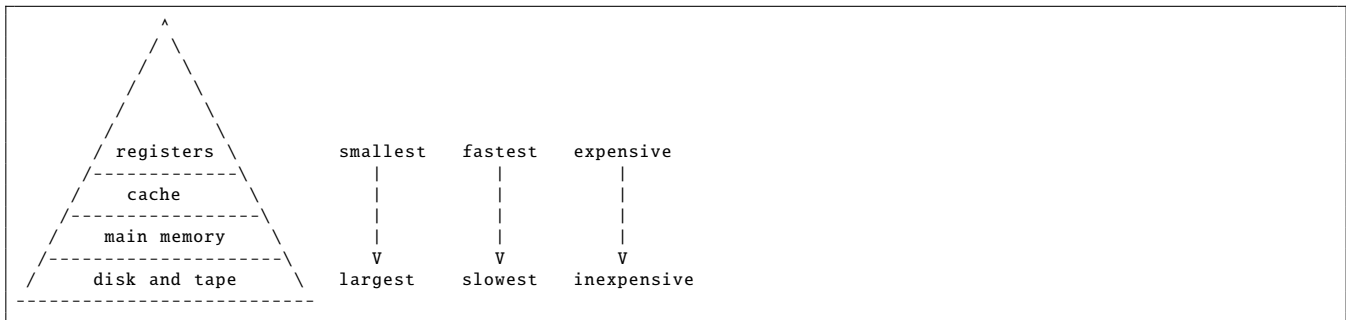 registers smallest fastest expensive
cache
main memory
V V V
disk and tape largest slowest inexpensive